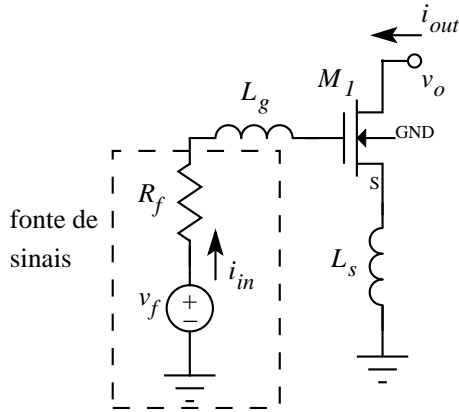 i_out
M_1
v_o
L_g
GND
S
R_f
fonte de
sinais
i_in
L_s
v_f
+
−